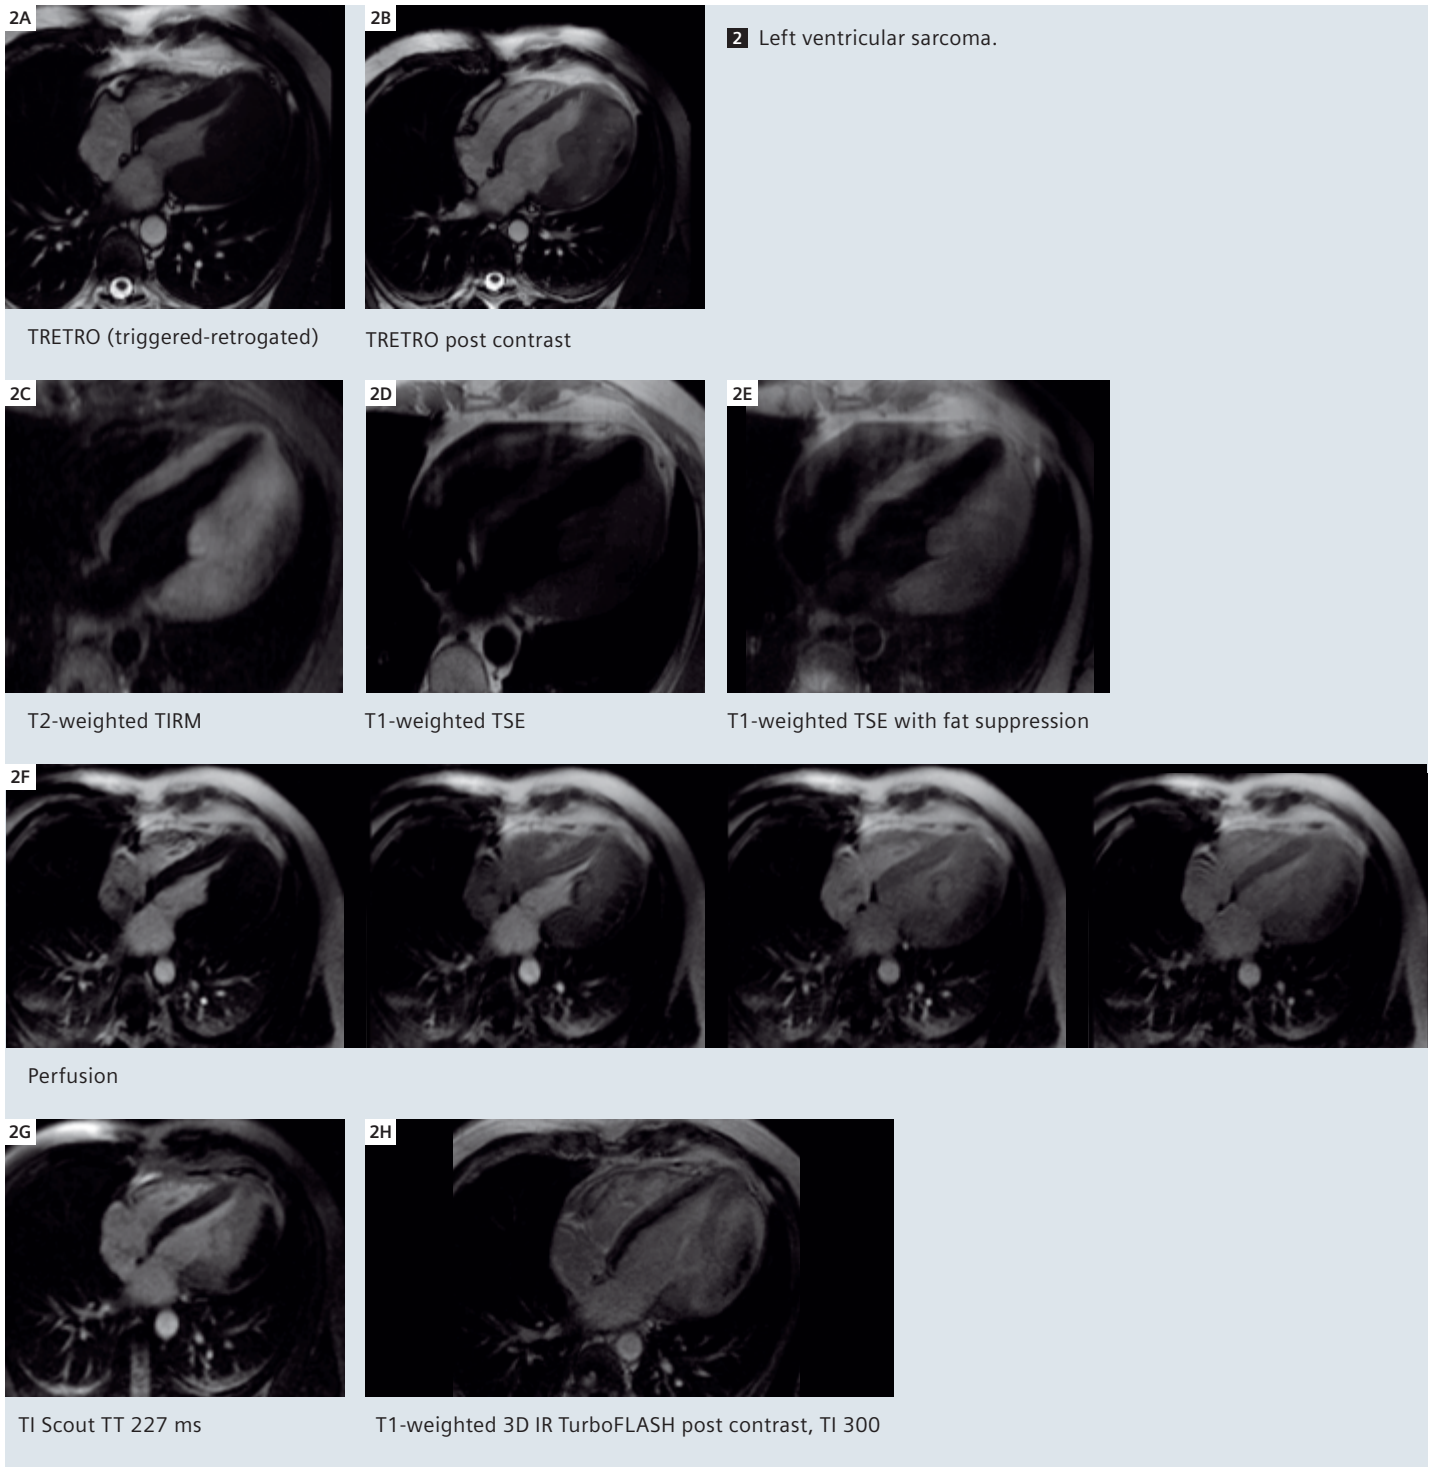 2A
2B
2 Left ventricular sarcoma.
TRETRO (triggered-retrogated)
TRETRO post contrast
2C
2D
2E
T2-weighted TIRM
T1-weighted TSE
T1-weighted TSE with fat suppression
2F
Perfusion
2G
2H
TI Scout TT 227 ms
T1-weighted 3D IR TurboFLASH post contrast, TI 300